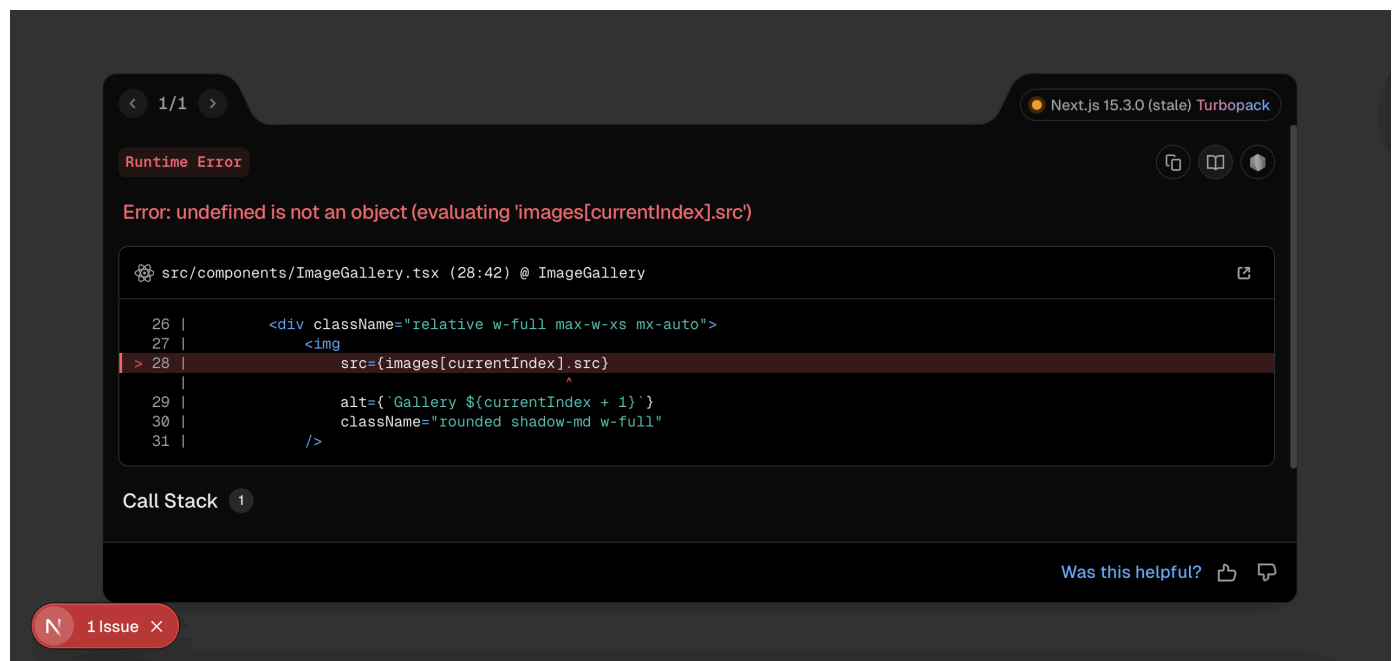 1/1
Next.js 15.3.0 (stale) Turbopack
Runtime Error
Error: undefined is not an object (evaluating 'images[currentIndex].src')
src/components/ImageGallery.tsx (28:42) @ ImageGallery
26 |         <div className="relative w-full max-w-xs mx-auto">
27 |             <img
> 28 |                 src={images[currentIndex].src}
|                                          ^
29 |                 alt={`Gallery ${currentIndex + 1}`}
30 |                 className="rounded shadow-md w-full"
31 |             />
Call Stack 1
Was this helpful?
N 1 Issue